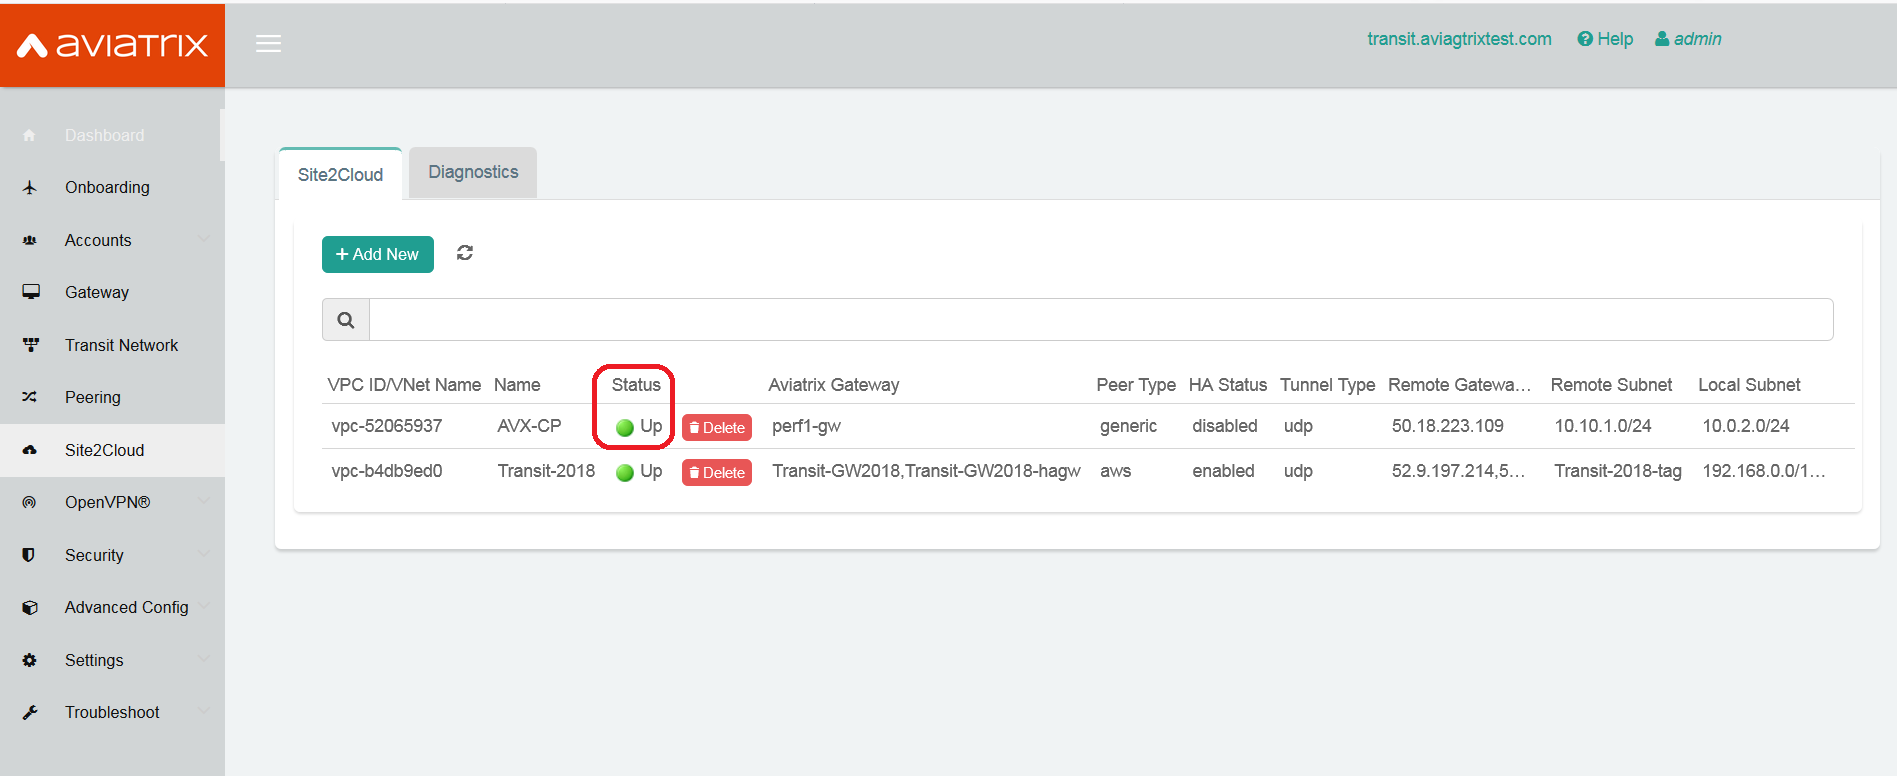 aviatrix
transit.aviagtrixtest.com Help admin
Dashboard
Onboarding
Accounts
Gateway
Transit Network
Peering
Site2Cloud
OpenVPN®
Security
Advanced Config
Settings
Troubleshoot
Site2Cloud Diagnostics
+ Add New
VPC ID/VNet Name Name Status Aviatrix Gateway Peer Type HA Status Tunnel Type Remote Gatewa... Remote Subnet Local Subnet
vpc-52065937 AVX-CP Up Delete perf1-gw generic disabled udp 50.18.223.109 10.10.1.0/24 10.0.2.0/24
vpc-b4db9ed0 Transit-2018 Up Delete Transit-GW2018,Transit-GW2018-hagw aws enabled udp 52.9.197.214,5... Transit-2018-tag 192.168.0.0/1...